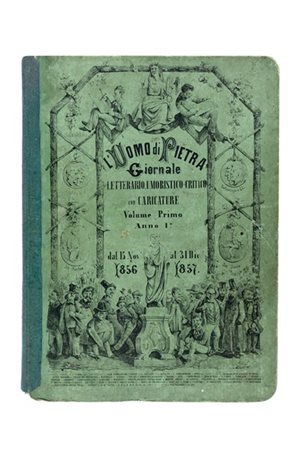 L'UOMO di PIETRA
Giornale
LETTERARIO, UMORISTICO-CRITICO
con CARICATURE
Volume Primo
Anno 1º
dal 15 Nov al 31 Dic
1856 1857.